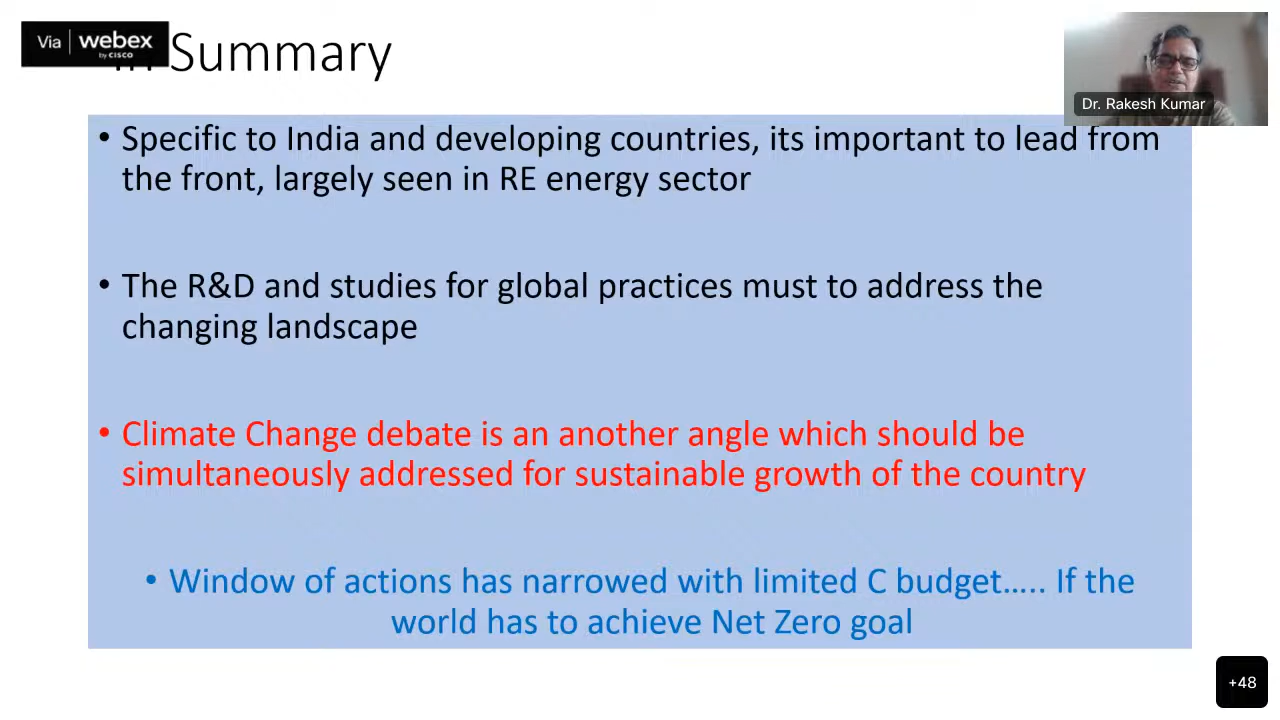 Via | webex
by CISCO
In Summary
Dr. Rakesh Kumar
• Specific to India and developing countries, its important to lead from
the front, largely seen in RE energy sector
• The R&D and studies for global practices must to address the
changing landscape
• Climate Change debate is an another angle which should be
simultaneously addressed for sustainable growth of the country
• Window of actions has narrowed with limited C budget….. If the
world has to achieve Net Zero goal
+48